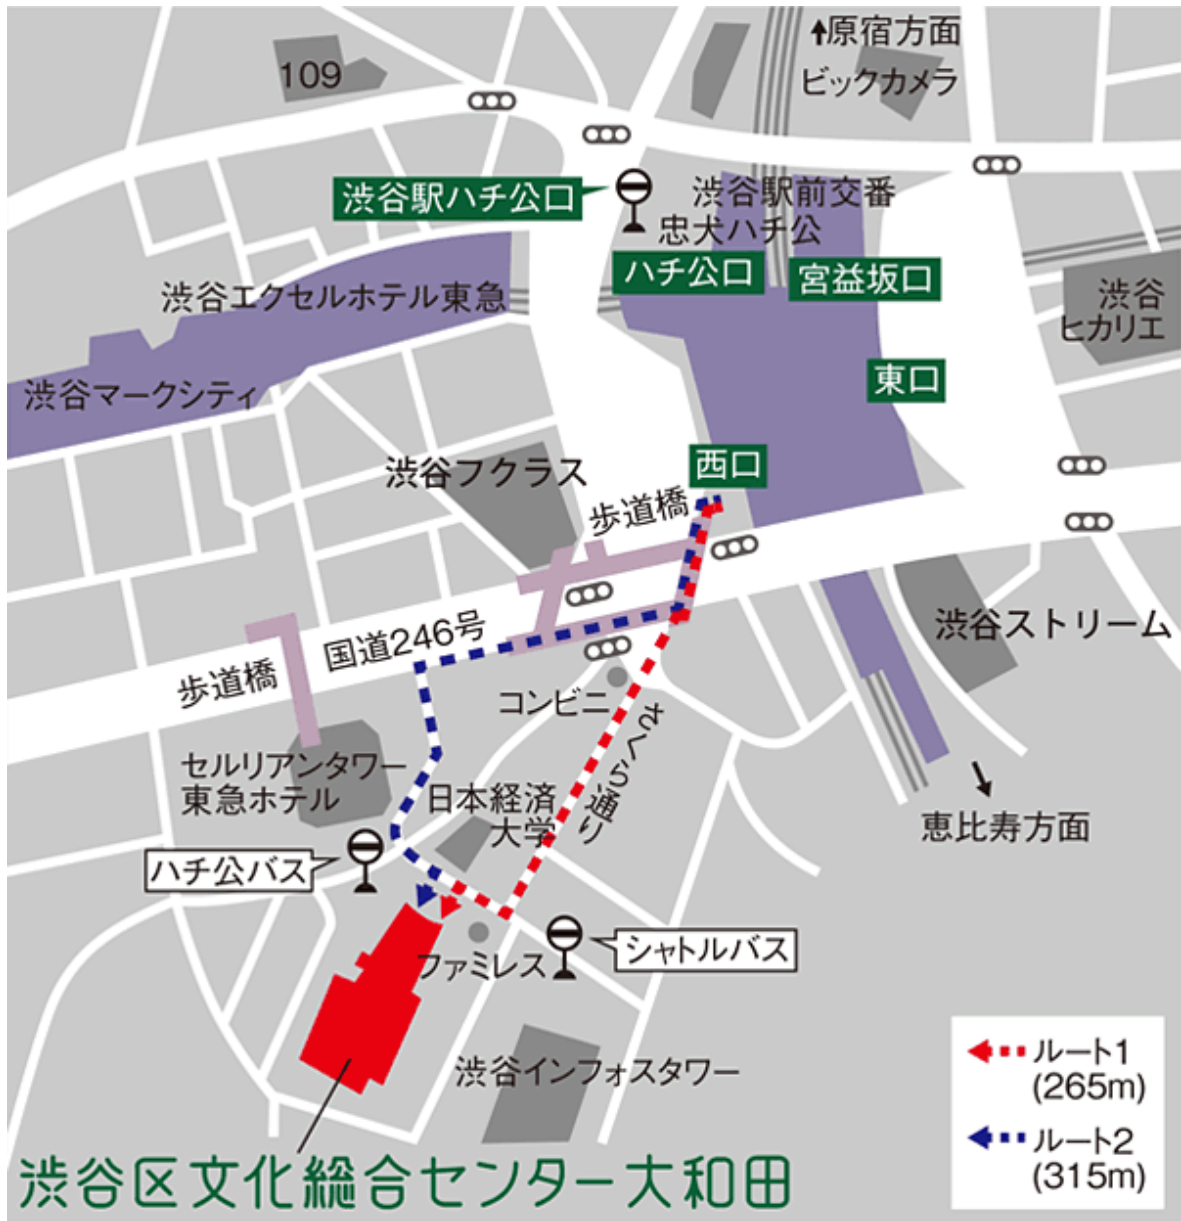 ↑原宿方面
109
ビックカメラ
渋谷駅ハチ公口
渋谷駅前交番
忠犬ハチ公
ハチ公口
宮益坂口
渋谷エクセルホテル東急
渋谷
ヒカリエ
渋谷マークシティ
東口
渋谷フクラス
西口
歩道橋
国道246号
渋谷ストリーム
歩道橋
コンビニ
さくら通り
セルリアンタワー
東急ホテル
日本経済
大学
恵比寿方面
ハチ公バス
シャトルバス
ファミレス
渋谷インフォスタワー
ルート1
(265m)
ルート2
(315m)
渋谷区文化総合センター大和田